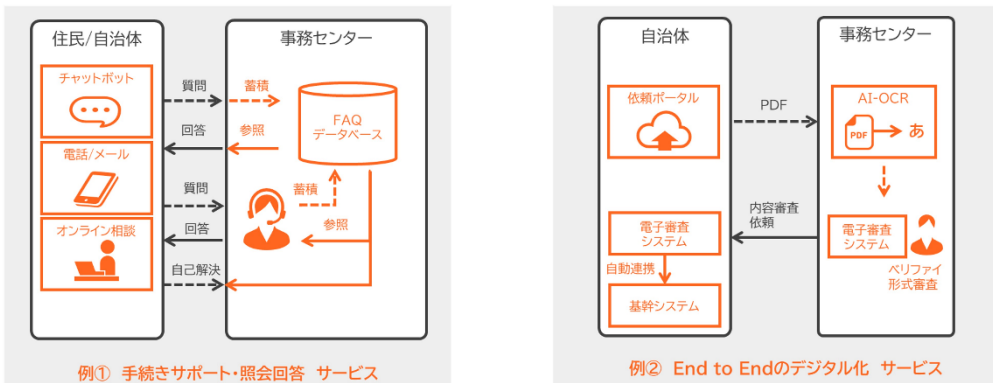 住民/自治体
事務センター
チャットボット
質問
蓄積
FAQ
データベース
回答
参照
電話/メール
質問
蓄積
参照
回答
オンライン相談
自己解決
例① 手続きサポート・照会回答 サービス
自治体
事務センター
依頼ポータル
PDF
AI-OCR
PDF
あ
内容審査
依頼
電子審査
システム
電子審査
システム
自動連携
ベリファイ
形式審査
基幹システム
例② End to Endのデジタル化 サービス